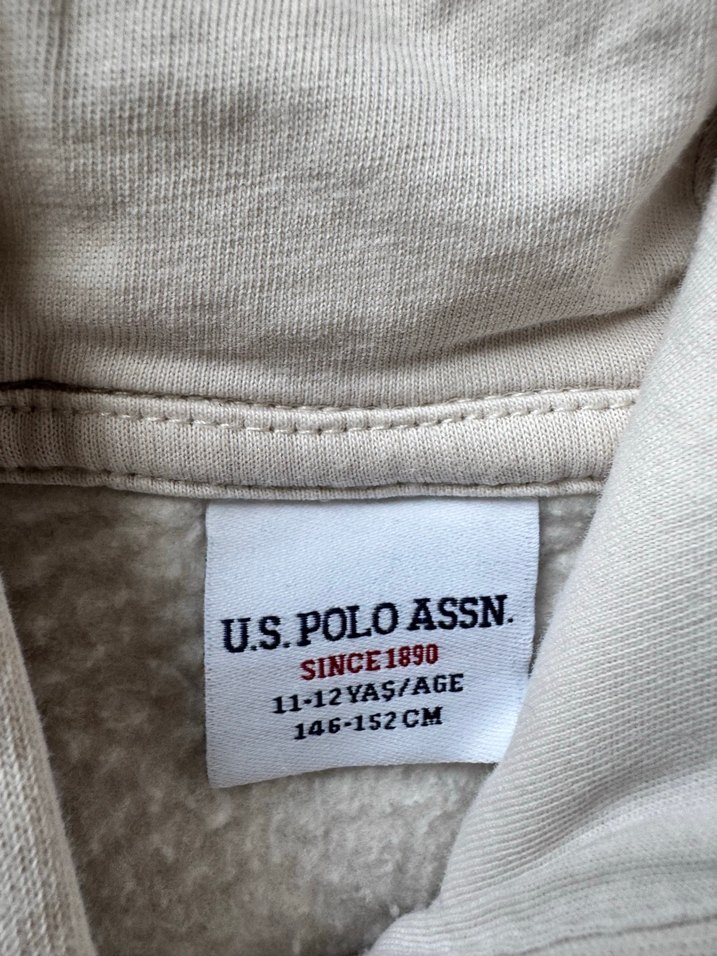 U.S. POLO ASSN.
SINCE 1890
11-12 YAŞ/AGE
146-152 CM